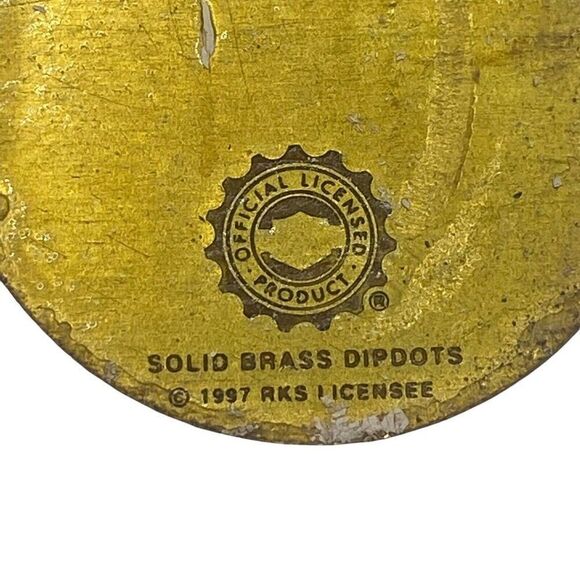 · OFFICIAL LICENSED ·
PRODUCT
®
SOLID BRASS DIPDOTS
© 1997 RKS LICENSEE